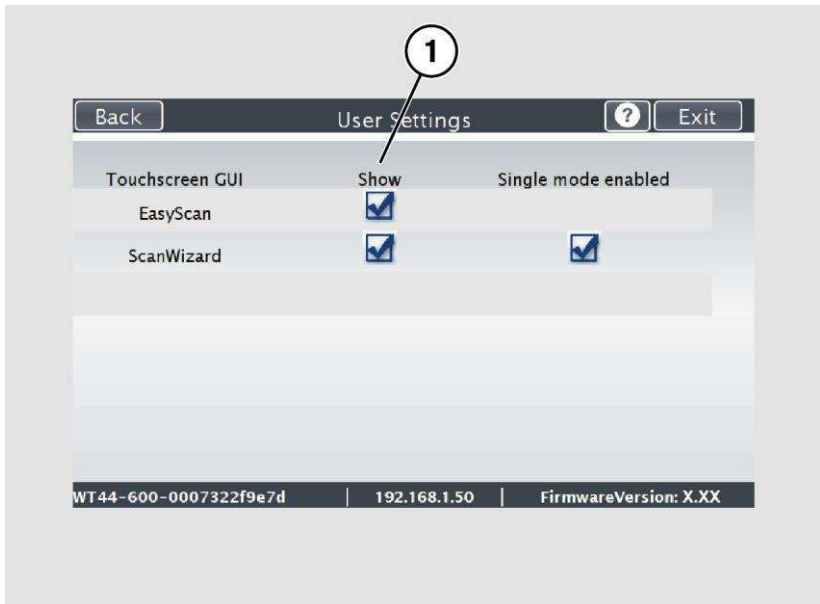 1
Back User Settings ? Exit
Touchscreen GUI Show Single mode enabled
EasyScan
ScanWizard
WT44-600-0007322f9e7d | 192.168.1.50 | FirmwareVersion: X.XX